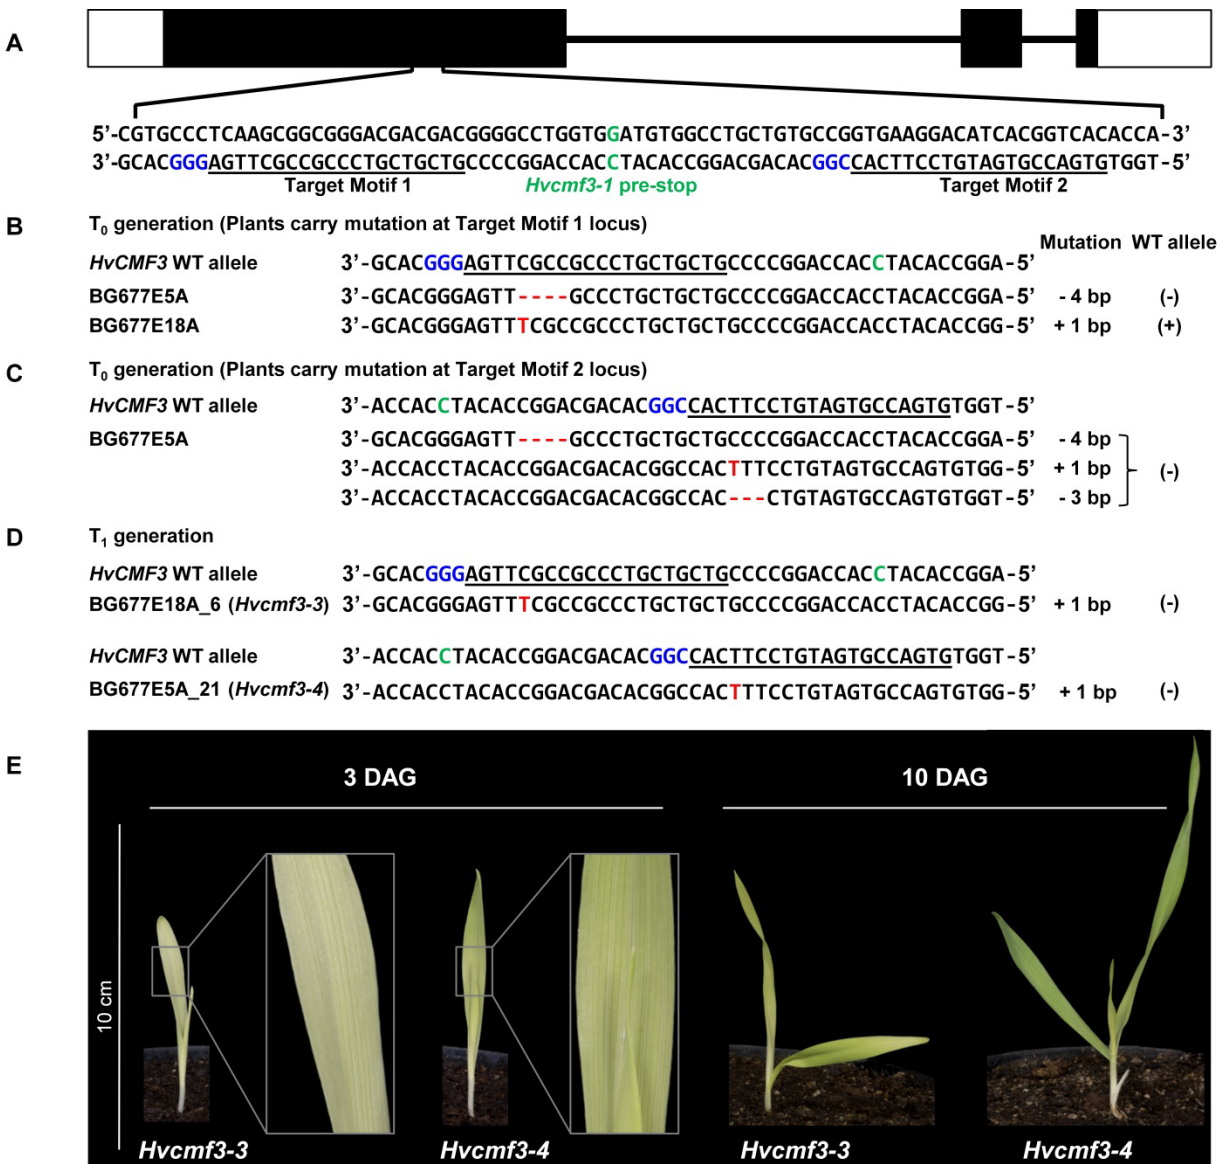 A
5’-CGTGCCCTCAAGCGGCGGGACGACGACGGGGCCTGGTGGATGTGGCCTGCTGTGCCGGTGAAGGACATCACGGTCACACCA-3’
3’-GCACGGGAGTTCGCCGCCCTGCTGCTGCCCCGGACCACCTACACCGGACGACACGGCCACTTCCTGTAGTGCCAGTGTGGT-5’
Target Motif 1 Hvcmf3-1 pre-stop Target Motif 2
B T0 generation (Plants carry mutation at Target Motif 1 locus)
Mutation WT allele
HvCMF3 WT allele 3’-GCACGGGAGTTCGCCGCCCTGCTGCTGCCCCGGACCACCTACACCGGA-5’
BG677E5A 3’-GCACGGGAGTT----GCCCTGCTGCTGCCCCGGACCACCTACACCGGA-5’ - 4 bp (-)
BG677E18A 3’-GCACGGGAGTTTCGCCGCCCTGCTGCTGCCCCGGACCACCTACACCGG-5’ + 1 bp (+)
C T0 generation (Plants carry mutation at Target Motif 2 locus)
HvCMF3 WT allele 3’-ACCACCTACACCGGACGACACGGCCACTTCCTGTAGTGCCAGTGTGGT-5’
BG677E5A 3’-GCACGGGAGTT----GCCCTGCTGCTGCCCCGGACCACCTACACCGGA-5’ - 4 bp
3’-ACCACCTACACCGGACGACACGGCCACTTTCCTGTAGTGCCAGTGTGG-5’ + 1 bp (-)
3’-ACCACCTACACCGGACGACACGGCCAC---CTGTAGTGCCAGTGTGGT-5’ - 3 bp
D T1 generation
HvCMF3 WT allele 3’-GCACGGGAGTTCGCCGCCCTGCTGCTGCCCCGGACCACCTACACCGGA-5’
BG677E18A_6 (Hvcmf3-3) 3’-GCACGGGAGTTTCGCCGCCCTGCTGCTGCCCCGGACCACCTACACCGG-5’ + 1 bp (-)
HvCMF3 WT allele 3’-ACCACCTACACCGGACGACACGGCCACTTCCTGTAGTGCCAGTGTGGT-5’
BG677E5A_21 (Hvcmf3-4) 3’-ACCACCTACACCGGACGACACGGCCACTTTCCTGTAGTGCCAGTGTGG-5’ + 1 bp (-)
E
3 DAG 10 DAG
10 cm
Hvcmf3-3 Hvcmf3-4 Hvcmf3-3 Hvcmf3-4